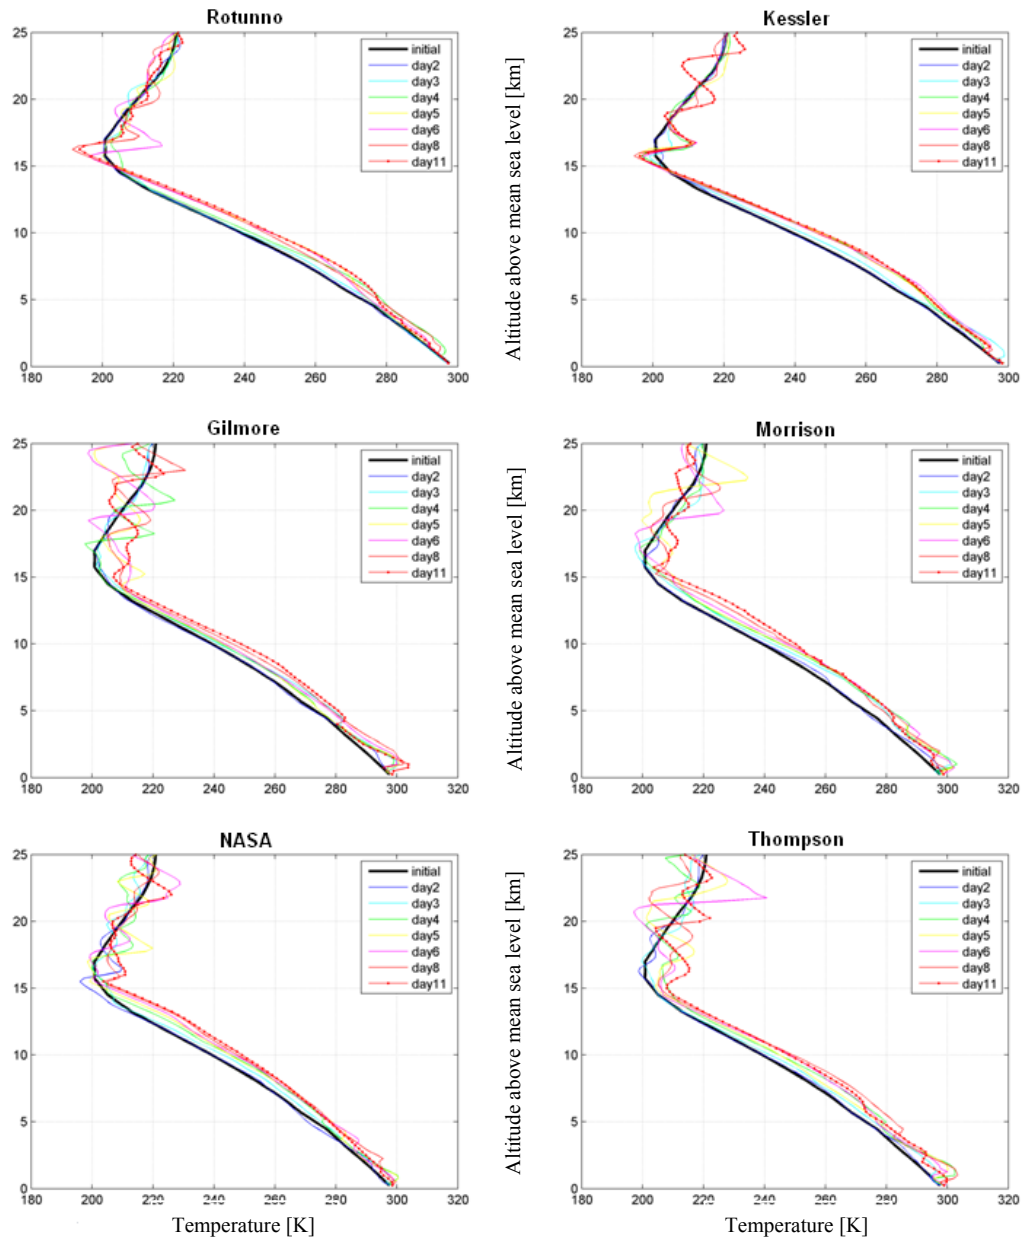 Rotunno
25
20
15
10
5
0
180 200 220 240 260 280 300
initial
day2
day3
day4
day5
day6
day8
day11
Kessler
Altitude above mean sea level [km]
25
20
15
10
5
0
180 200 220 240 260 280 300
initial
day2
day3
day4
day5
day6
day8
day11
Gilmore
25
20
15
10
5
0
180 200 220 240 260 280 300 320
initial
day2
day3
day4
day5
day6
day8
day11
Morrison
Altitude above mean sea level [km]
25
20
15
10
5
0
180 200 220 240 260 280 300 320
initial
day2
day3
day4
day5
day6
day8
day11
NASA
25
20
15
10
5
0
180 200 220 240 260 280 300 320
initial
day2
day3
day4
day5
day6
day8
day11
Temperature [K]
Thompson
Altitude above mean sea level [km]
25
20
15
10
5
0
180 200 220 240 260 280 300 320
initial
day2
day3
day4
day5
day6
day8
day11
Temperature [K]